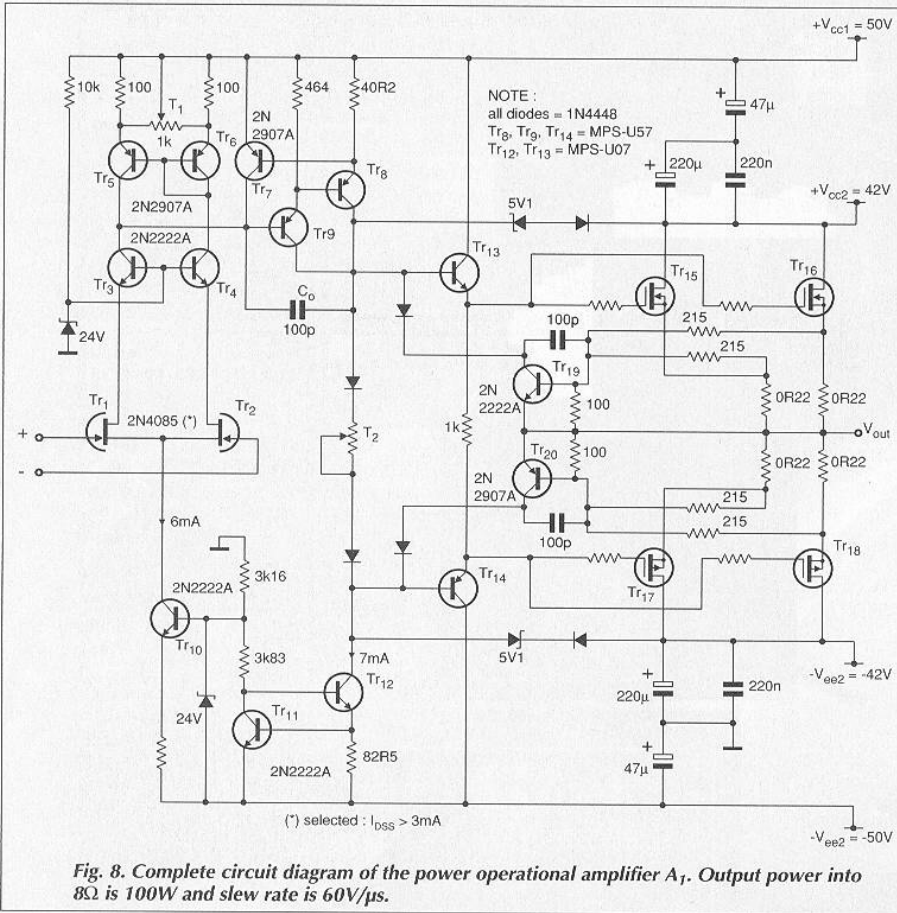 +Vcc1 = 50V
10k
100
T1
1k
100
464
40R2
NOTE :
all diodes = 1N4448
Tr8, Tr9, Tr14 = MPS-U57
Tr12, Tr13 = MPS-U07
+
47µ
+
220µ
220n
+Vcc2 = 42V
Tr5
Tr6
2N
2907A
Tr7
Tr8
2N2907A
5V1
Tr9
2N2222A
Tr3
Tr4
Tr13
Tr15
Tr16
24V
Co
100p
100p
215
215
Tr19
2N
2222A
100
0R22
0R22
Tr1
2N4085 (*)
Tr2
T2
1k
Vout
+
-
Tr20
100
0R22
0R22
2N
2907A
215
215
100p
6mA
3k16
2N2222A
Tr14
Tr17
Tr18
Tr10
3k83
7mA
5V1
-Vee2 = -42V
Tr12
24V
Tr11
+
220µ
220n
2N2222A
82R5
+
47µ
(*) selected : IDSS > 3mA
-Vee2 = -50V
Fig. 8. Complete circuit diagram of the power operational amplifier A1. Output power into
8Ω is 100W and slew rate is 60V/µs.